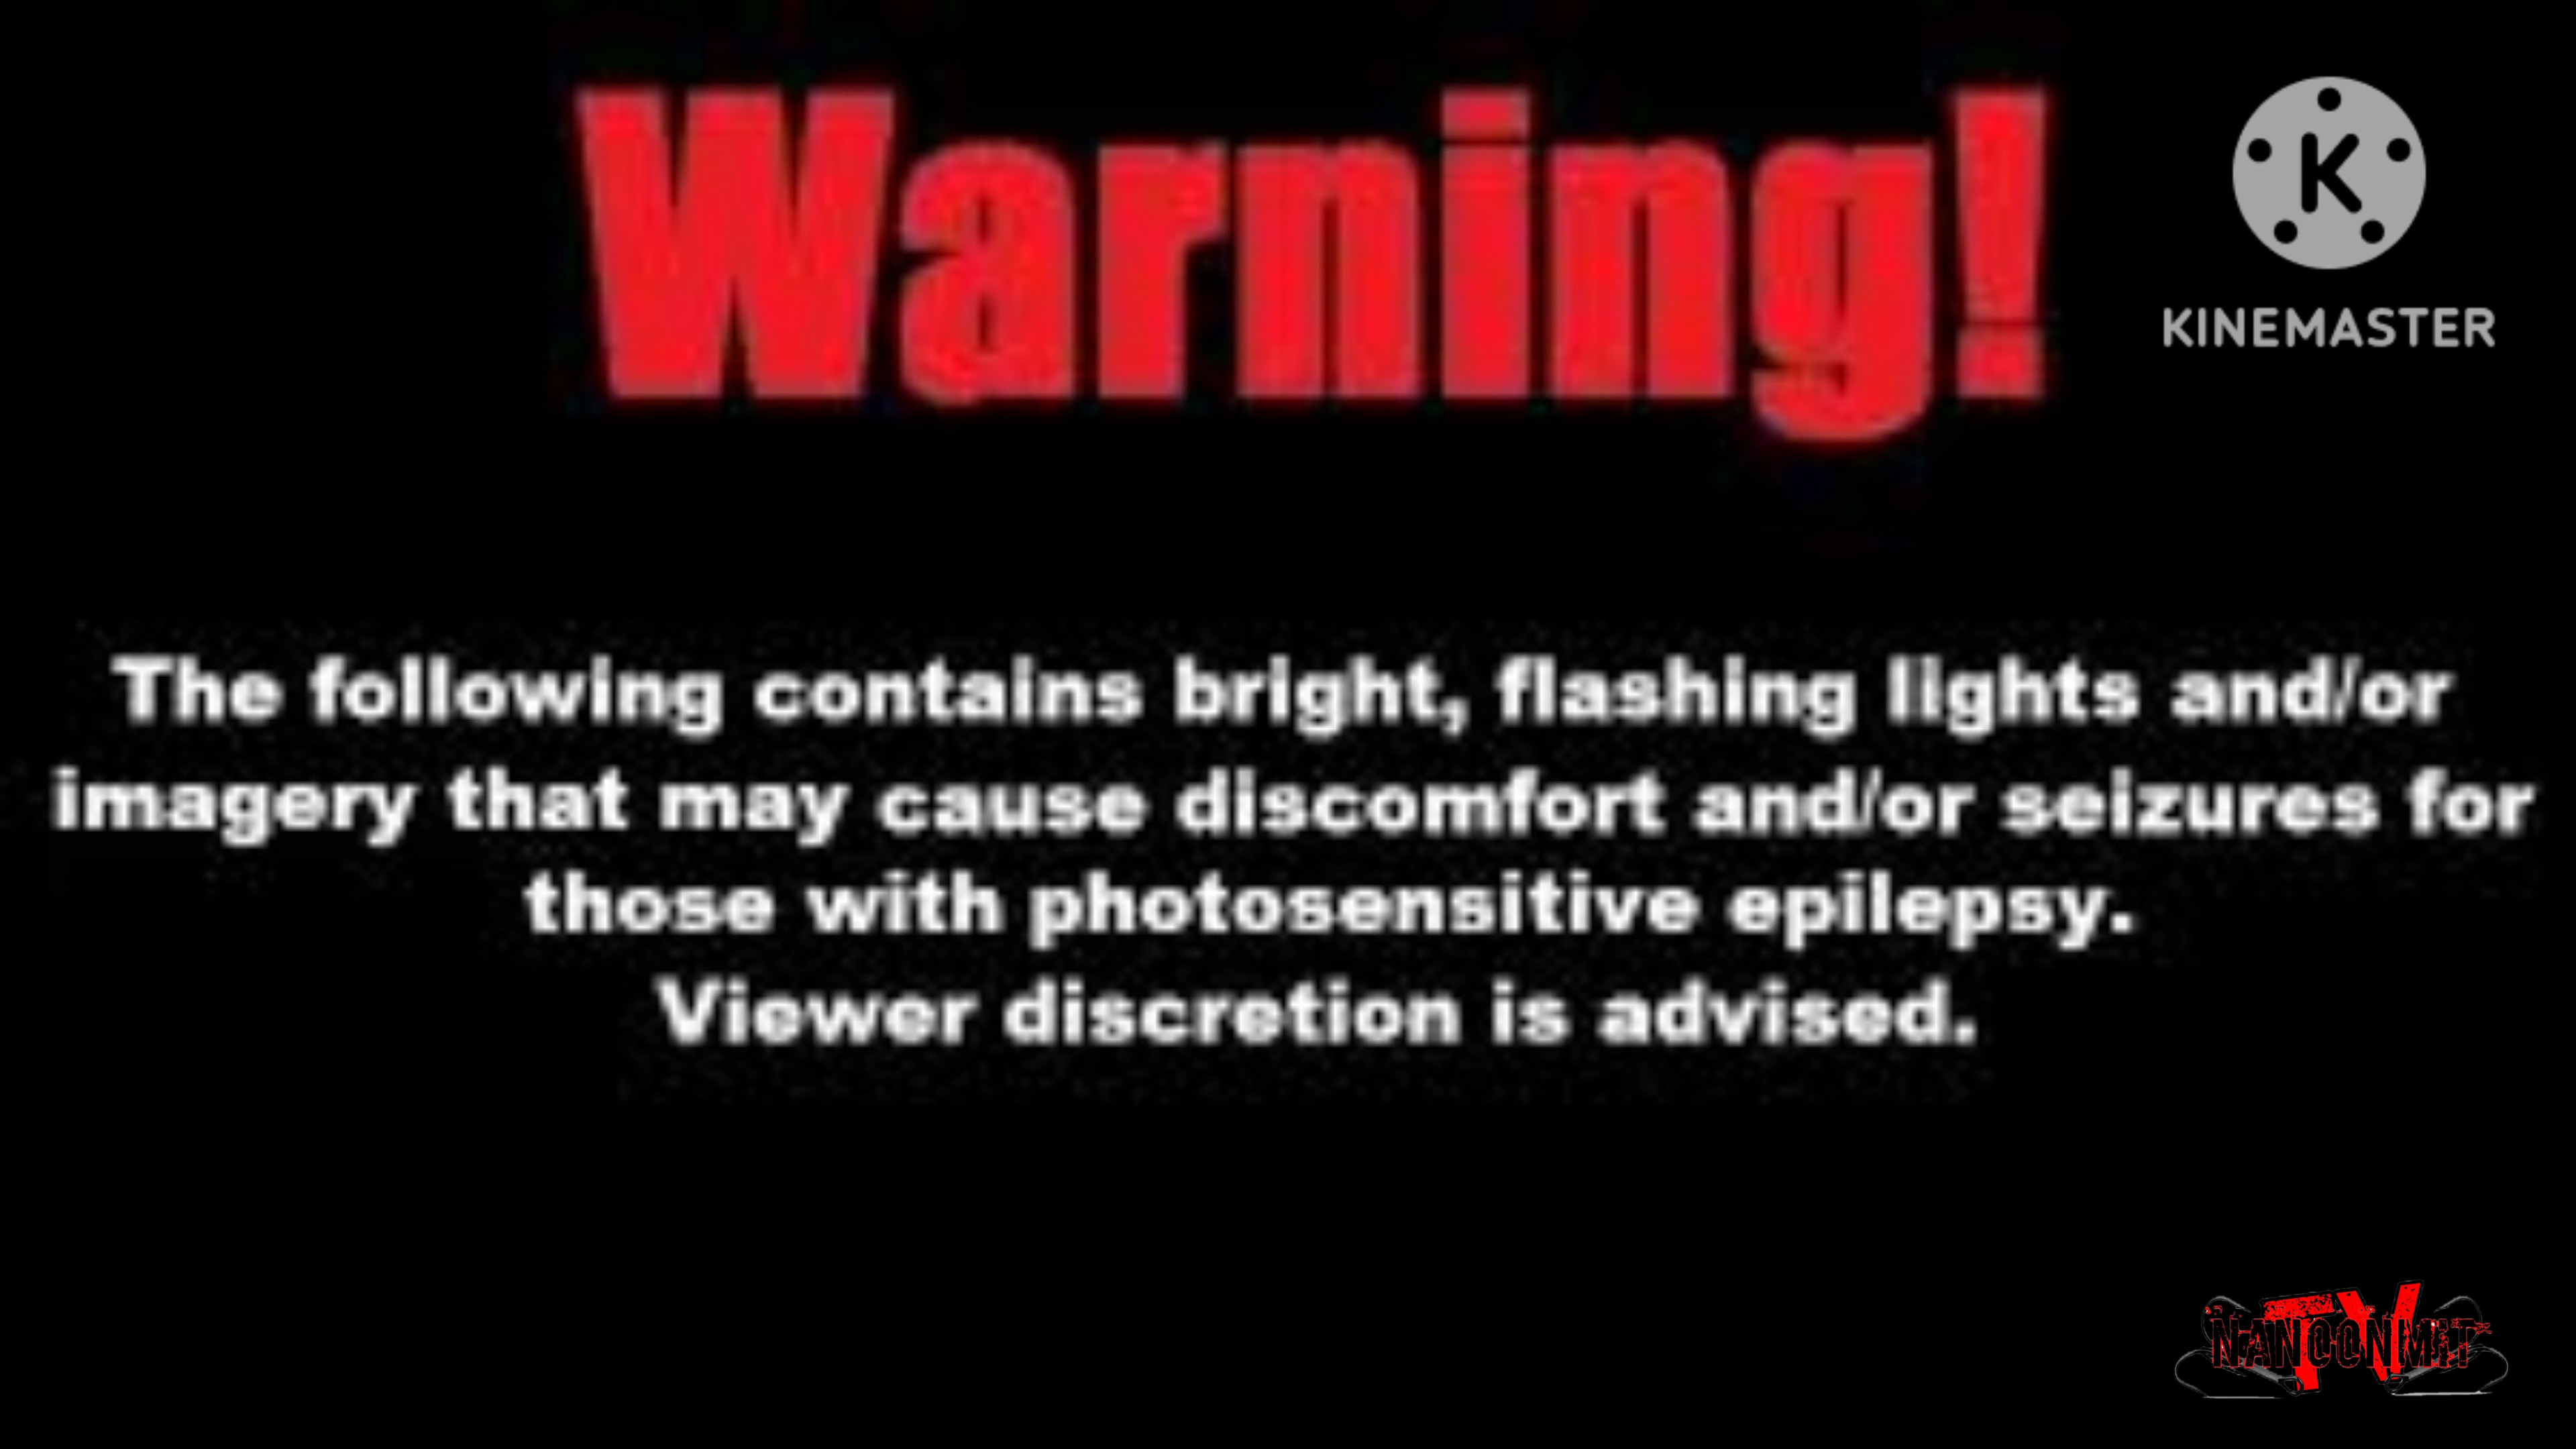 Warning!
K
KINEMASTER
The following contains bright, flashing lights and/or
imagery that may cause discomfort and/or seizures for
those with photosensitive epilepsy.
Viewer discretion is advised.
TV